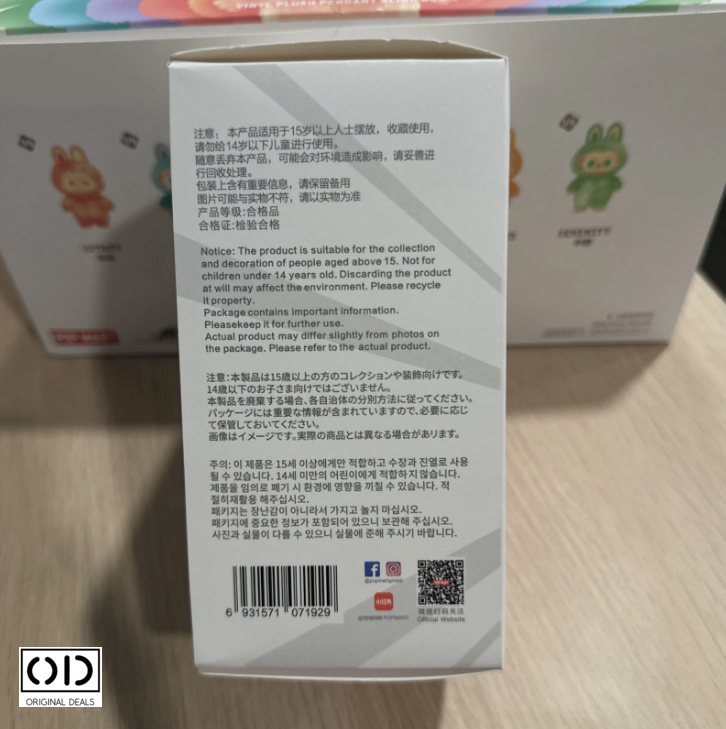 VINYL PLUSH PENDANT BLIND BOX
注意：本产品适用于15岁以上人士摆放，收藏使用，
请勿给14岁以下儿童进行使用。
随意丢弃本产品，可能会对环境造成影响，请妥善进
行回收处理。
包装上含有重要信息，请保留备用
图片可能与实物不符，请以实物为准
产品等级:合格品
合格证:检验合格
Notice: The product is suitable for the collection
and decoration of people aged above 15. Not for
children under 14 years old. Discarding the product
at will may affect the environment. Please recycle
it property.
Package contains important information.
Pleasekeep it for further use.
Actual product may differ slightly from photos on
the package. Please refer to the actual product.
注意:本製品は15歳以上の方のコレクションや装飾向けです。
14歳以下のお子さま向けではございません。
本製品を廃棄する場合、各自治体の分別方法に従ってください。
パッケージには重要な情報が含まれていますので、必要に応じ
て保管しておいてください。
画像はイメージです。実際の商品とは異なる場合があリます。
주의: 이 제품은 15세 이상에게만 적합하고 수장과 진열로 사용
될 수 있습니다. 14세 미만의 어린이에게 적합하지 않습니다.
제품을 임의로 폐기 시 환경에 영향을 끼칠 수 있습니다. 적
절히재활용 해주십시오.
패키지는 장난감이 아니라서 가지고 놀지 마십시오.
패키지에 중요한 정보가 포함되어 있으니 보관해 주십시오.
사진과 실물이 다를 수 있으니 실물에 준해 주시기 바랍니다.
6 931571 071929
@popmartglobal
小红书
微信扫码关注
Official Website
SERENITY
POP MART
OD
ORIGINAL DEALS